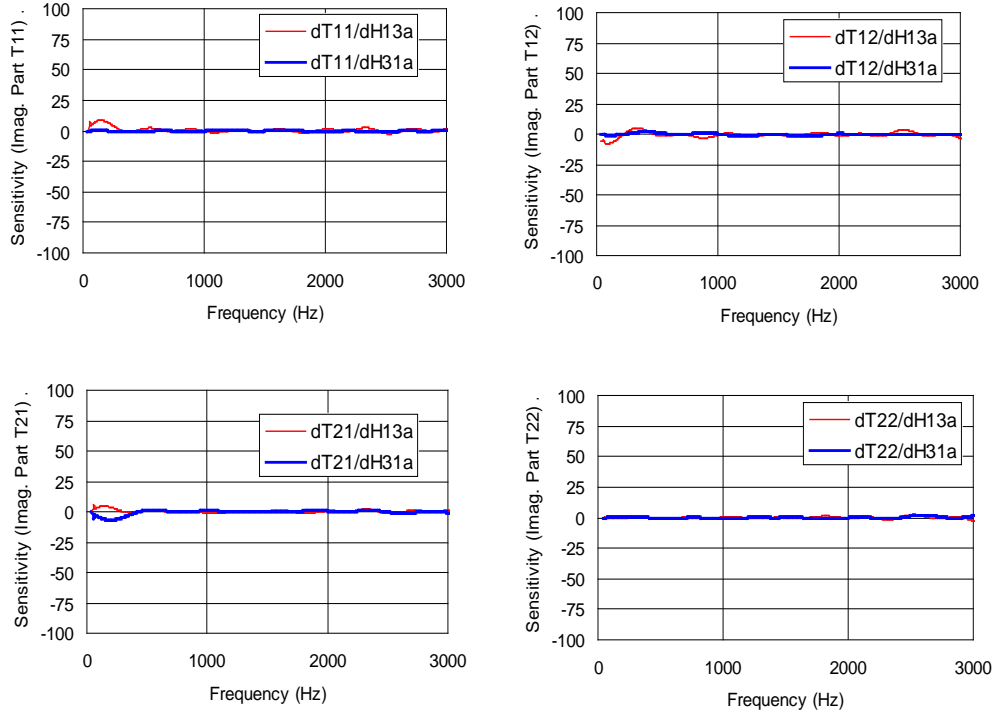 Sensitivity (Imag. Part T11) .
100
75
50
25
0
-25
-50
-75
-100
dT11/dH13a
dT11/dH31a
0 1000 2000 3000
Frequency (Hz)
Sensitivity (Imag. Part T12) .
100
75
50
25
0
-25
-50
-75
-100
dT12/dH13a
dT12/dH31a
0 1000 2000 3000
Frequency (Hz)
Sensitivity (Imag. Part T21) .
100
75
50
25
0
-25
-50
-75
-100
dT21/dH13a
dT21/dH31a
0 1000 2000 3000
Frequency (Hz)
Sensitivity (Imag. Part T22) .
100
75
50
25
0
-25
-50
-75
-100
dT22/dH13a
dT22/dH31a
0 1000 2000 3000
Frequency (Hz)